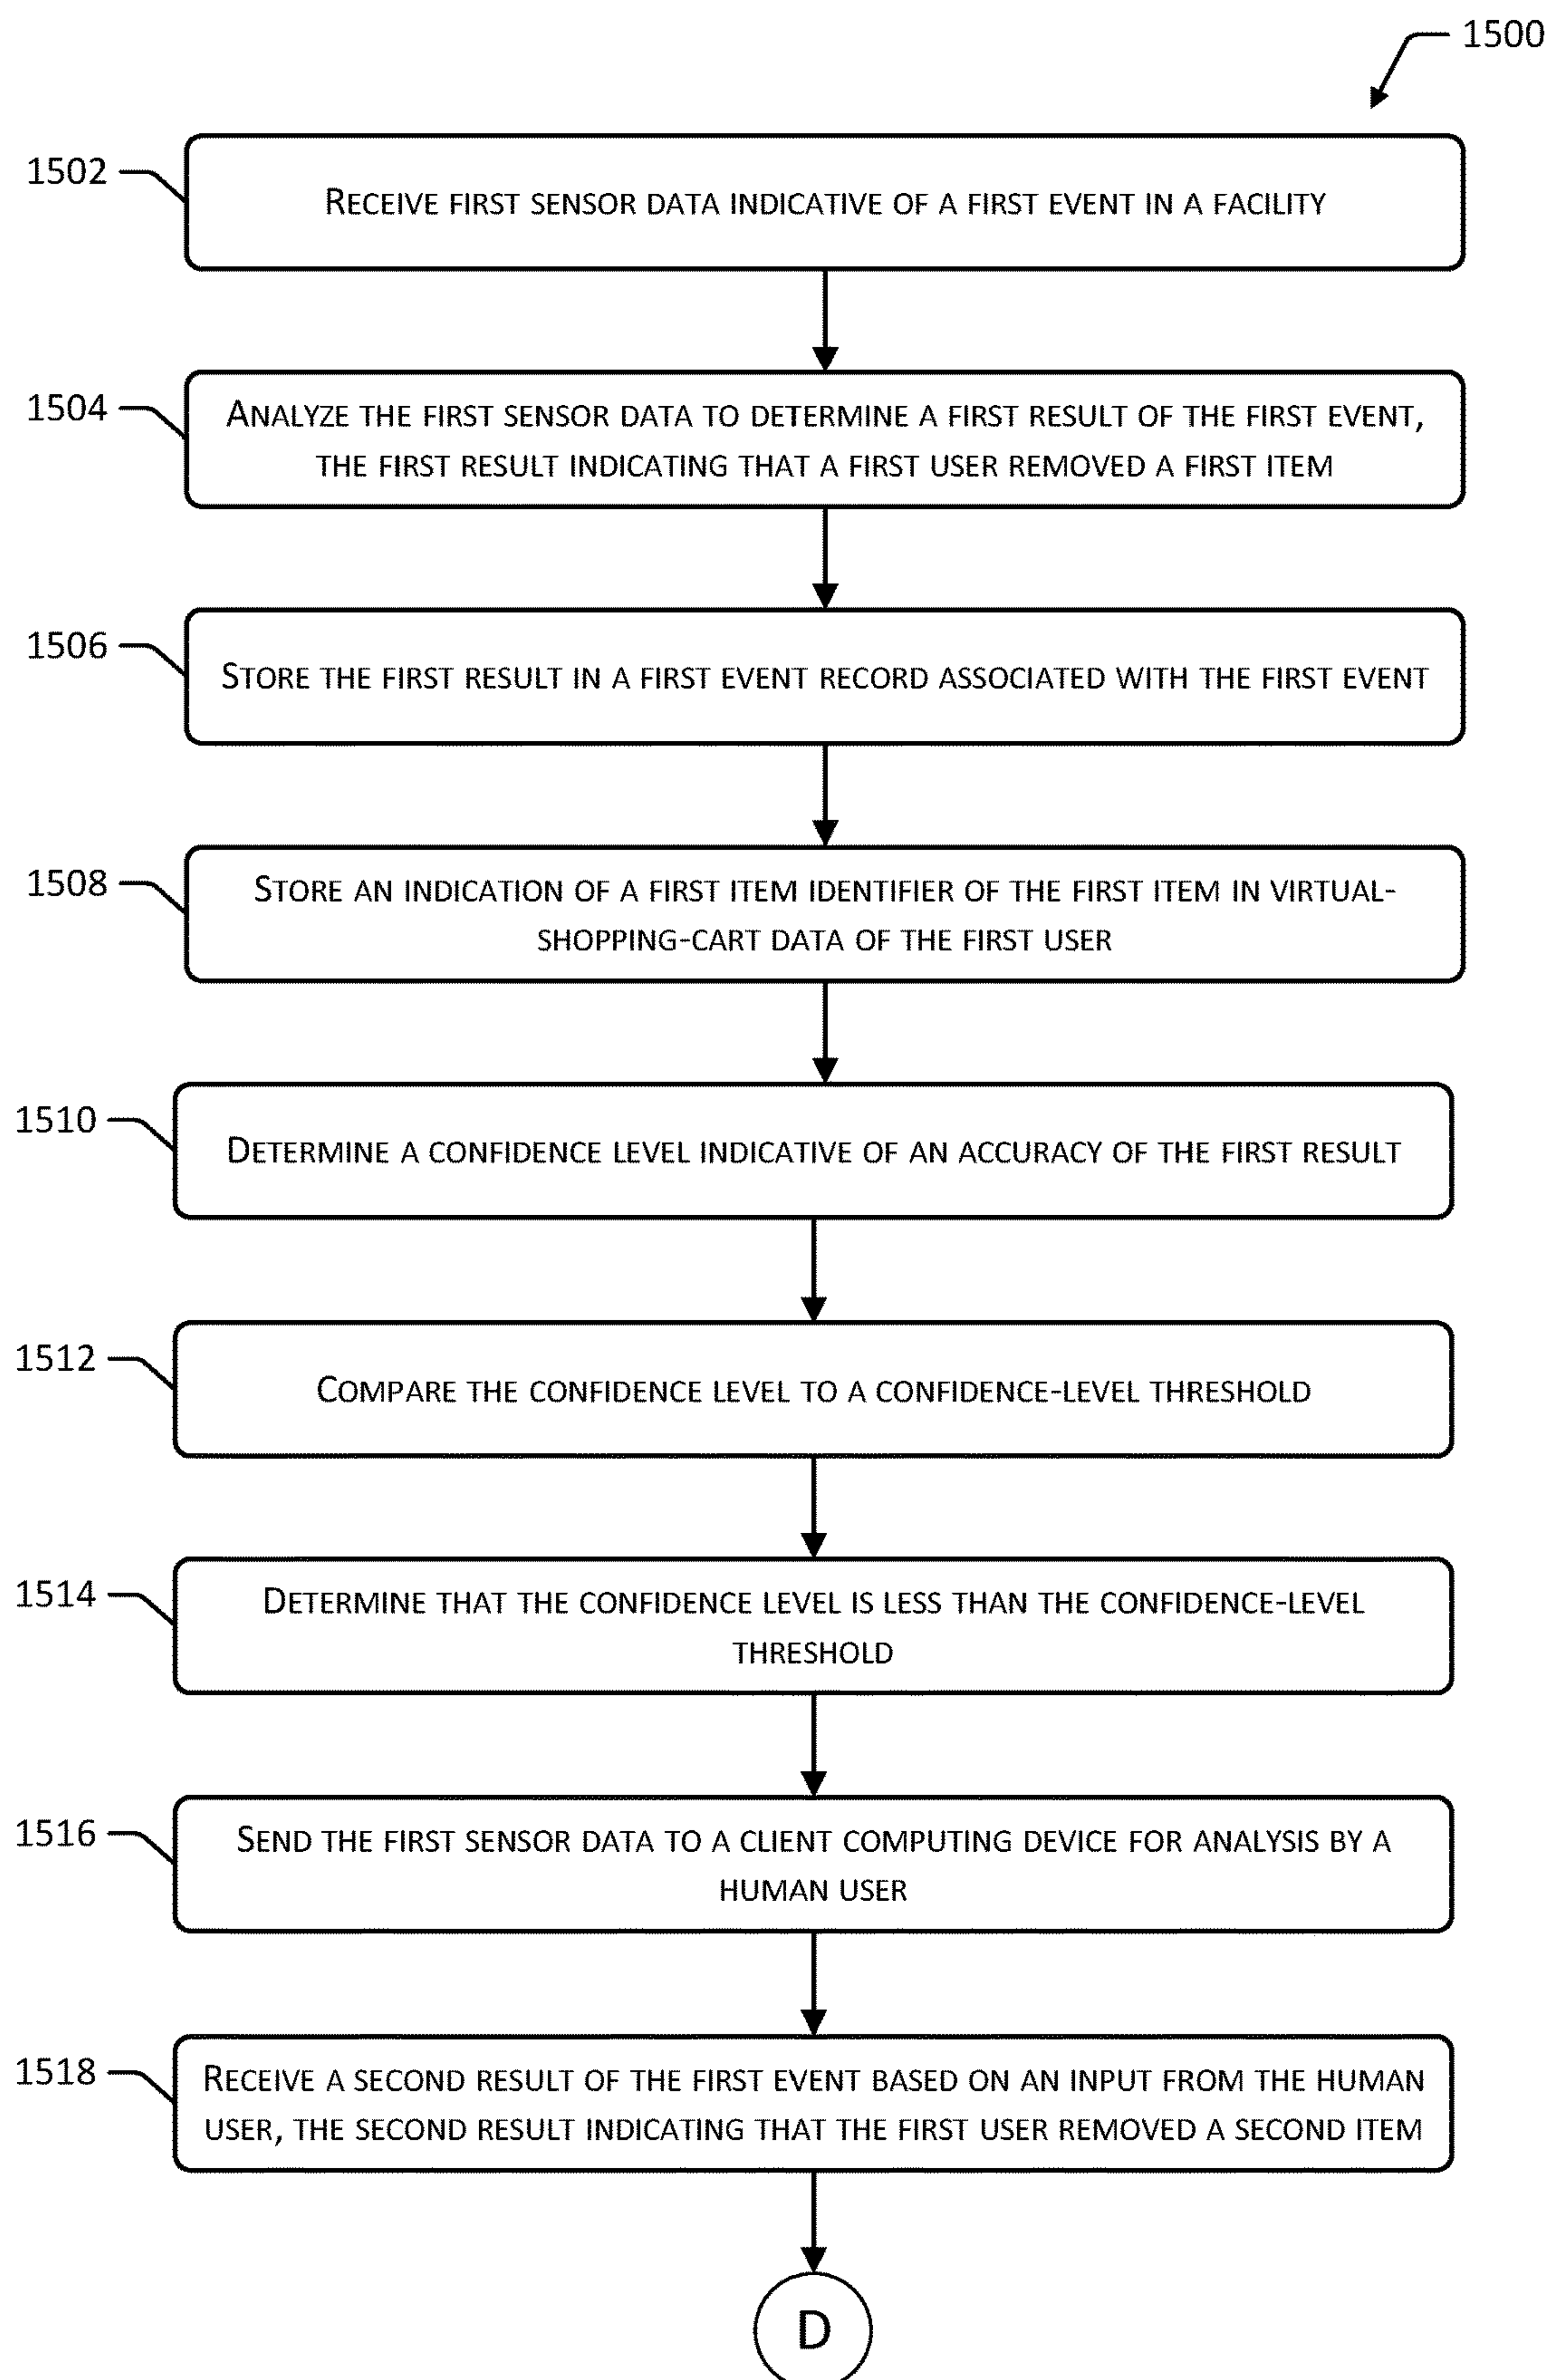 1500
1502
RECEIVE FIRST SENSOR DATA INDICATIVE OF A FIRST EVENT IN A FACILITY
1504
ANALYZE THE FIRST SENSOR DATA TO DETERMINE A FIRST RESULT OF THE FIRST EVENT,
THE FIRST RESULT INDICATING THAT A FIRST USER REMOVED A FIRST ITEM
1506
STORE THE FIRST RESULT IN A FIRST EVENT RECORD ASSOCIATED WITH THE FIRST EVENT
1508
STORE AN INDICATION OF A FIRST ITEM IDENTIFIER OF THE FIRST ITEM IN VIRTUAL-
SHOPPING-CART DATA OF THE FIRST USER
1510
DETERMINE A CONFIDENCE LEVEL INDICATIVE OF AN ACCURACY OF THE FIRST RESULT
1512
COMPARE THE CONFIDENCE LEVEL TO A CONFIDENCE-LEVEL THRESHOLD
1514
DETERMINE THAT THE CONFIDENCE LEVEL IS LESS THAN THE CONFIDENCE-LEVEL
THRESHOLD
1516
SEND THE FIRST SENSOR DATA TO A CLIENT COMPUTING DEVICE FOR ANALYSIS BY A
HUMAN USER
1518
RECEIVE A SECOND RESULT OF THE FIRST EVENT BASED ON AN INPUT FROM THE HUMAN
USER, THE SECOND RESULT INDICATING THAT THE FIRST USER REMOVED A SECOND ITEM
D